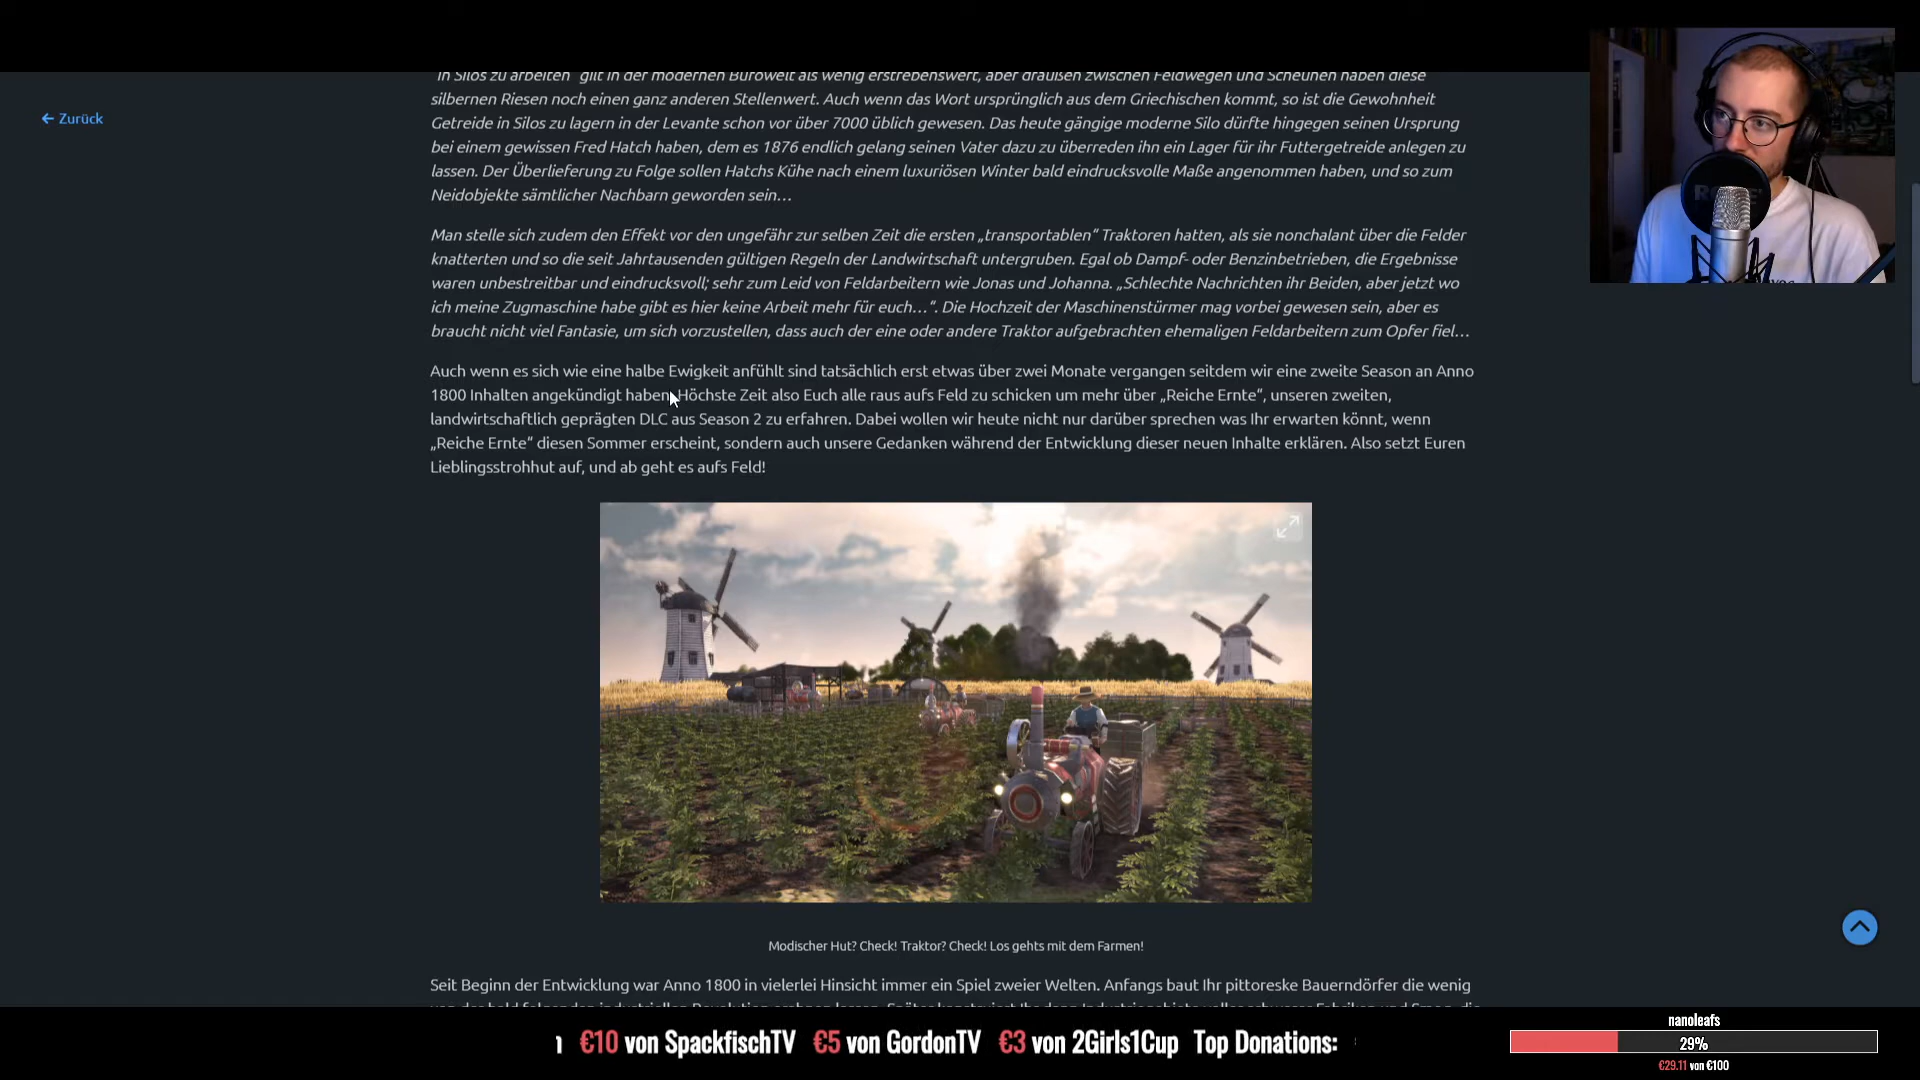 "In Silos zu arbeiten" gilt in der modernen Bürowelt als wenig erstrebenswert, aber draußen zwischen Feldwegen und Scheunen haben diese
silbernen Riesen noch einen ganz anderen Stellenwert. Auch wenn das Wort ursprünglich aus dem Griechischen kommt, so ist die Gewohnheit
Getreide in Silos zu lagern in der Levante schon vor über 7000 üblich gewesen. Das heute gängige moderne Silo dürfte hingegen seinen Ursprung
bei einem gewissen Fred Hatch haben, dem es 1876 endlich gelang seinen Vater dazu zu überreden ihn ein Lager für ihr Futtergetreide anlegen zu
lassen. Der Überlieferung zu Folge sollen Hatchs Kühe nach einem luxuriösen Winter bald eindrucksvolle Maße angenommen haben, und so zum
Neidobjekte sämtlicher Nachbarn geworden sein…
← Zurück
Man stelle sich zudem den Effekt vor den ungefähr zur selben Zeit die ersten „transportablen“ Traktoren hatten, als sie nonchalant über die Felder
knatterten und so die seit Jahrtausenden gültigen Regeln der Landwirtschaft untergruben. Egal ob Dampf- oder Benzinbetrieben, die Ergebnisse
waren unbestreitbar und eindrucksvoll; sehr zum Leid von Feldarbeitern wie Jonas und Johanna. „Schlechte Nachrichten ihr Beiden, aber jetzt wo
ich meine Zugmaschine habe gibt es hier keine Arbeit mehr für euch…“. Die Hochzeit der Maschinenstürmer mag vorbei gewesen sein, aber es
braucht nicht viel Fantasie, um sich vorzustellen, dass auch der eine oder andere Traktor aufgebrachten ehemaligen Feldarbeitern zum Opfer fiel…
Auch wenn es sich wie eine halbe Ewigkeit anfühlt sind tatsächlich erst etwas über zwei Monate vergangen seitdem wir eine zweite Season an Anno
1800 Inhalten angekündigt haben. Höchste Zeit also Euch alle raus aufs Feld zu schicken um mehr über „Reiche Ernte“, unseren zweiten,
landwirtschaftlich geprägten DLC aus Season 2 zu erfahren. Dabei wollen wir heute nicht nur darüber sprechen was Ihr erwarten könnt, wenn
„Reiche Ernte“ diesen Sommer erscheint, sondern auch unsere Gedanken während der Entwicklung dieser neuen Inhalte erklären. Also setzt Euren
Lieblingsstrohhut auf, und ab geht es aufs Feld!
Modischer Hut? Check! Traktor? Check! Los gehts mit dem Farmen!
Seit Beginn der Entwicklung war Anno 1800 in vielerlei Hinsicht immer ein Spiel zweier Welten. Anfangs baut Ihr pittoreske Bauerndörfer die wenig
€10 von SpackfischTV €5 von GordonTV €3 von 2Girls1Cup Top Donations:
nanoleafs
29%
€29.11 von €100